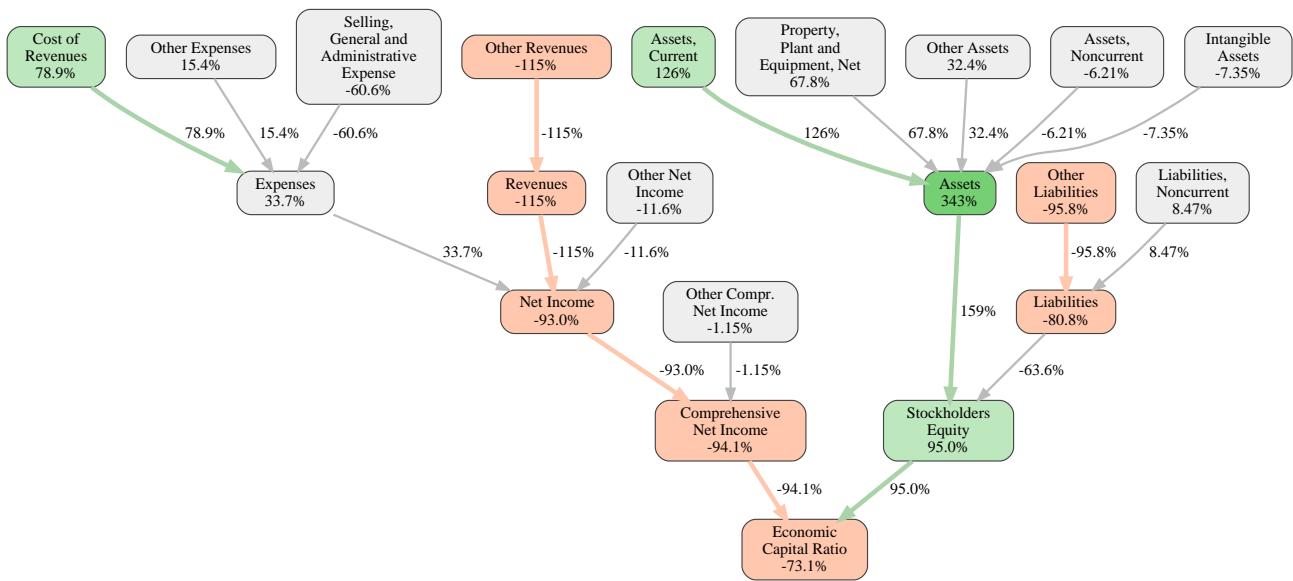 Cost of
Revenues
78.9%
Other Expenses
15.4%
Selling,
General and
Administrative
Expense
-60.6%
Other Revenues
-115%
Assets,
Current
126%
Property,
Plant and
Equipment, Net
67.8%
Other Assets
32.4%
Assets,
Noncurrent
-6.21%
Intangible
Assets
-7.35%
78.9%
15.4%
-60.6%
-115%
126%
67.8%
32.4%
-6.21%
-7.35%
Expenses
33.7%
Revenues
-115%
Other Net
Income
-11.6%
Assets
343%
Other
Liabilities
-95.8%
Liabilities,
Noncurrent
8.47%
33.7%
-115%
-11.6%
159%
-95.8%
8.47%
Net Income
-93.0%
Other Compr.
Net Income
-1.15%
Liabilities
-80.8%
-93.0%
-1.15%
-63.6%
Comprehensive
Net Income
-94.1%
Stockholders
Equity
95.0%
-94.1%
95.0%
Economic
Capital Ratio
-73.1%